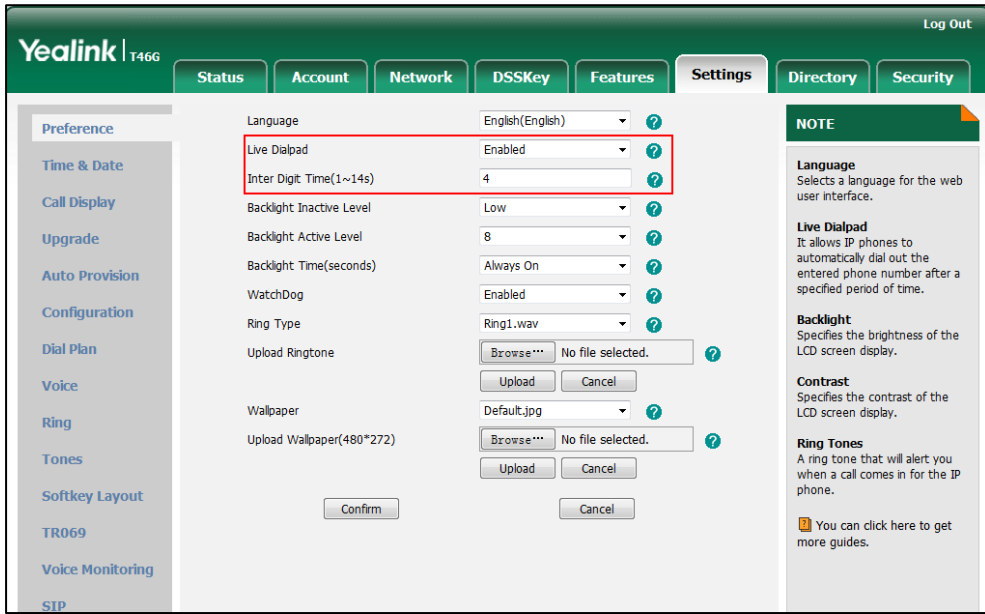 Log Out
Yealink T46G
Status Account Network DSSKey Features Settings Directory Security
Preference
Time & Date
Call Display
Upgrade
Auto Provision
Configuration
Dial Plan
Voice
Ring
Tones
Softkey Layout
TR069
Voice Monitoring
SIP
Language English(English) ?
Live Dialpad Enabled ?
Inter Digit Time(1~14s) 4 ?
Backlight Inactive Level Low ?
Backlight Active Level 8 ?
Backlight Time(seconds) Always On ?
WatchDog Enabled ?
Ring Type Ring1.wav ?
Upload Ringtone Browse··· No file selected. ?
Upload Cancel
Wallpaper Default.jpg ?
Upload Wallpaper(480*272) Browse··· No file selected. ?
Upload Cancel
Confirm Cancel
NOTE
Language
Selects a language for the web
user interface.
Live Dialpad
It allows IP phones to
automatically dial out the
entered phone number after a
specified period of time.
Backlight
Specifies the brightness of the
LCD screen display.
Contrast
Specifies the contrast of the
LCD screen display.
Ring Tones
A ring tone that will alert you
when a call comes in for the IP
phone.
? You can click here to get
more guides.